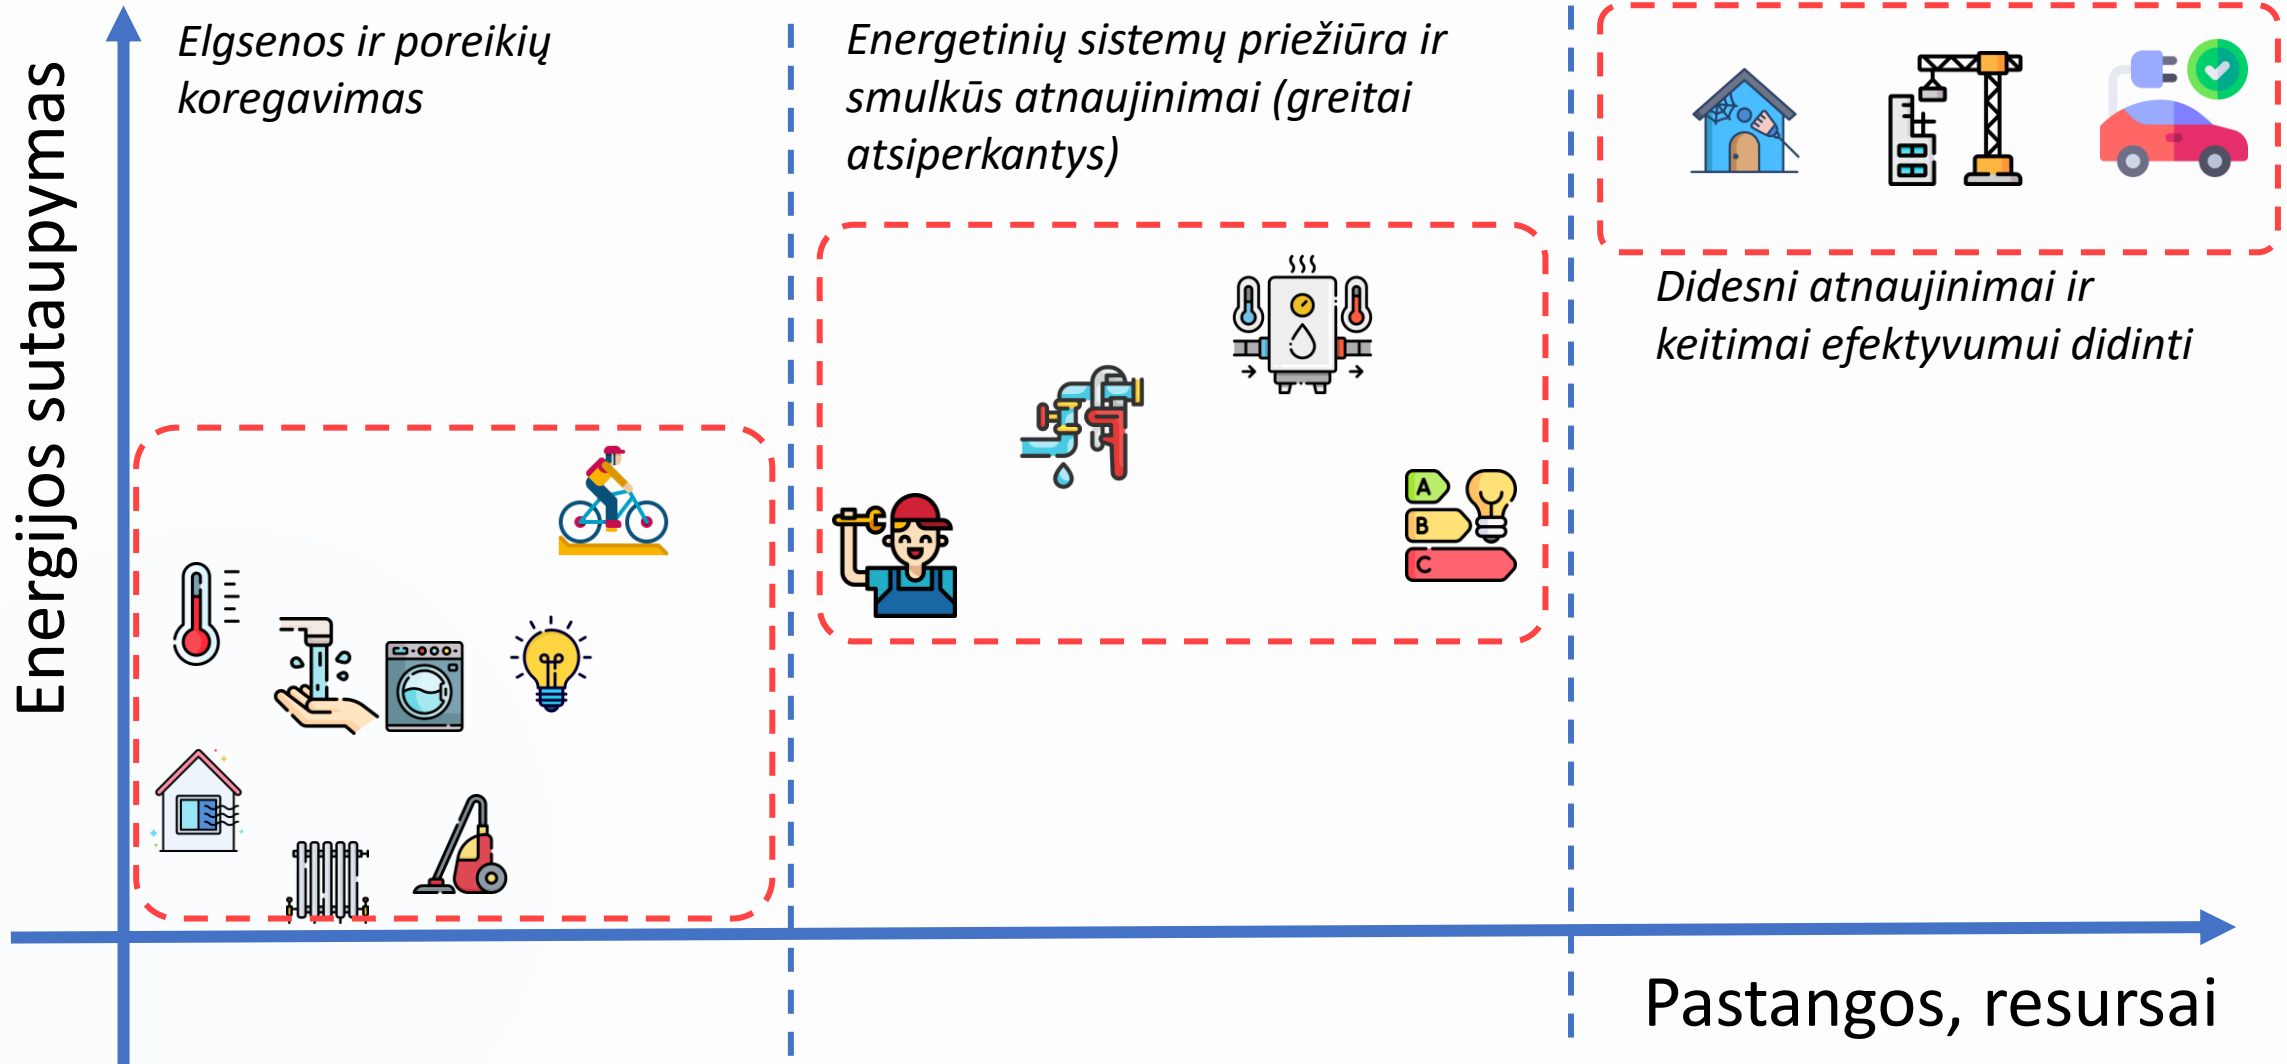 Energijos sutaupymas
Elgsenos ir poreikių
koregavimas
Energetinių sistemų priežiūra ir
smulkūs atnaujinimai (greitai
atsiperkantys)
Didesni atnaujinimai ir
keitimai efektyvumui didinti
A
B
C
Pastangos, resursai